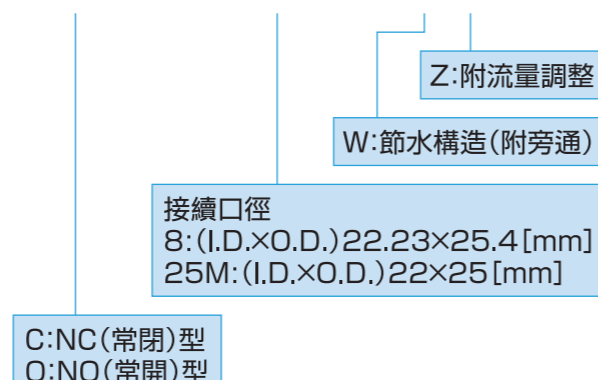 Z:附流量調整
W:節水構造(附旁通)
接續口徑
8:(I.D.×O.D.)22.23×25.4[mm]
25M:(I.D.×O.D.)22×25[mm]
C:NC(常閉)型
O:NO(常開)型